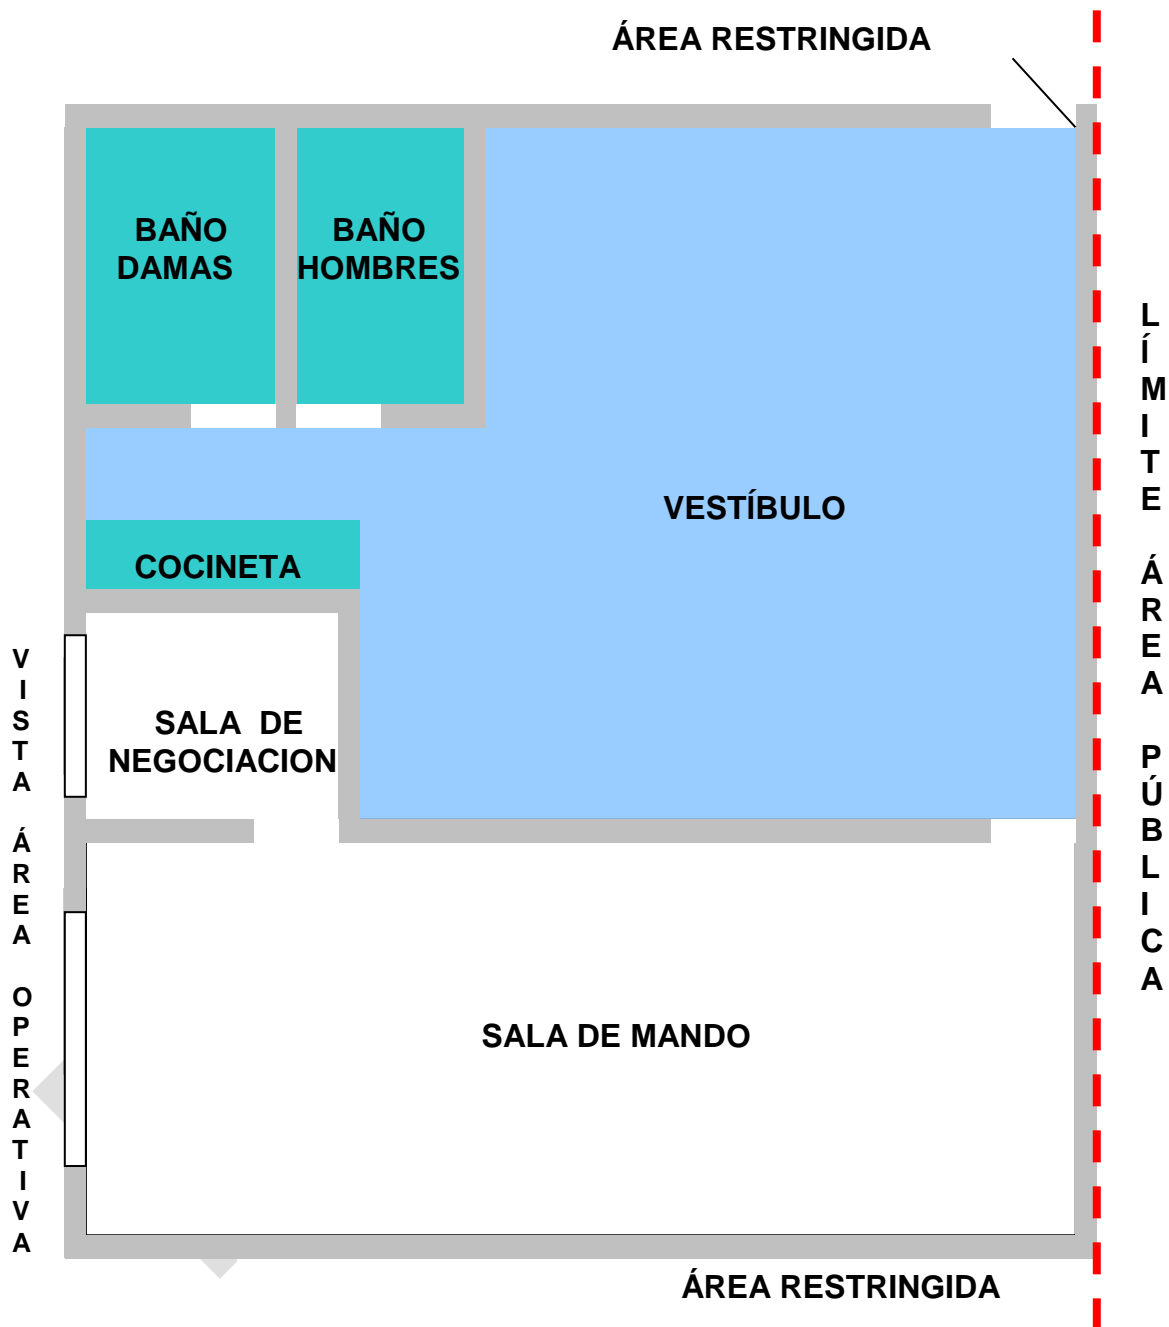 ÁREA RESTRINGIDA
BAÑO
DAMAS
BAÑO
HOMBRES
VESTÍBULO
COCINETA
SALA DE
NEGOCIACION
SALA DE MANDO
VISTA ÁREA OPERATIVA
LÍMITE ÁREA PÚBLICA
ÁREA RESTRINGIDA